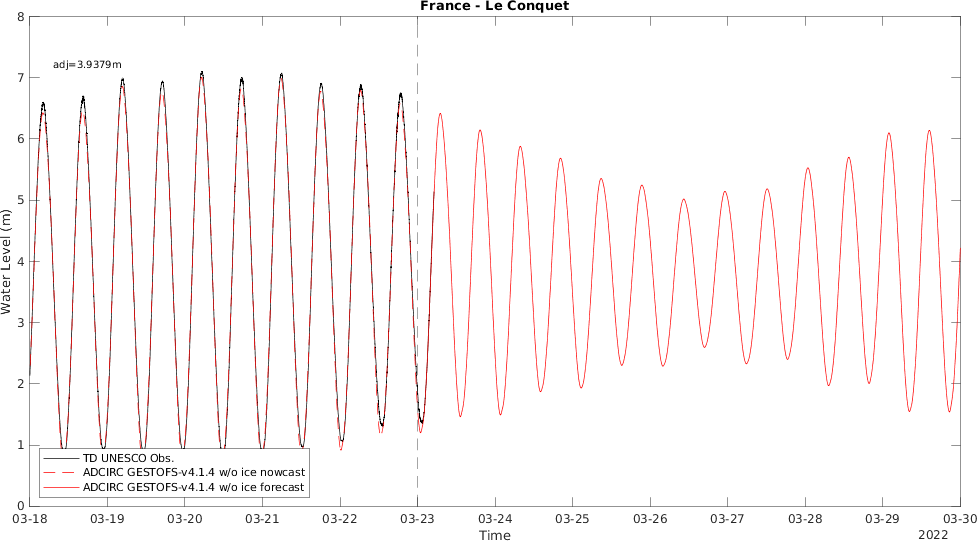 France - Le Conquet
8
7
6
5
4
3
2
1
0
Water Level (m)
adj=3.9379m
TD UNESCO Obs.
ADCIRC GESTOFS-v4.1.4 w/o ice nowcast
ADCIRC GESTOFS-v4.1.4 w/o ice forecast
03-18 03-19 03-20 03-21 03-22 03-23 03-24 03-25 03-26 03-27 03-28 03-29 03-30
Time
2022